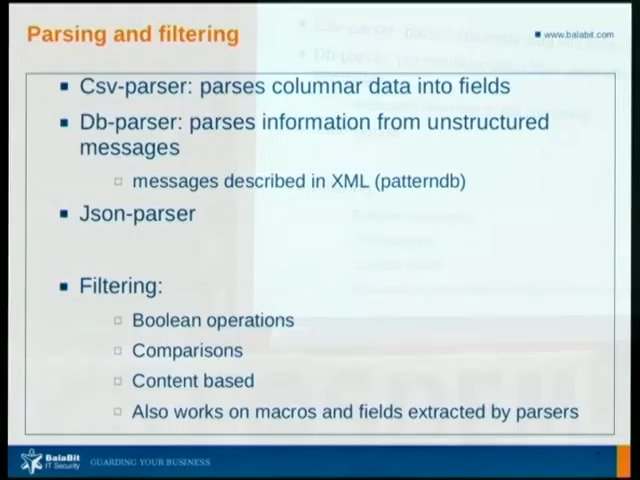 Parsing and filtering
www.balabit.com
Csv-parser: parses columnar data into fields
Db-parser: parses information from unstructured
messages
messages described in XML (patterndb)
Json-parser
Filtering:
Boolean operations
Comparisons
Content based
Also works on macros and fields extracted by parsers
BalaBit
IT Security
GUARDING YOUR BUSINESS